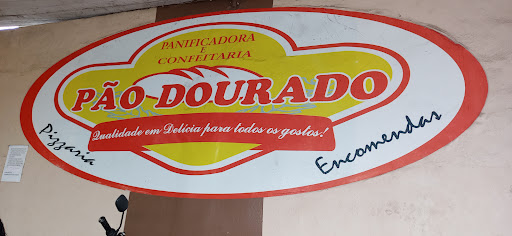 PANIFICADORA
E
CONFEITARIA
PÃO DOURADO
Qualidade em Delícia para todos os gostos!
Pizzaria
Encomendas